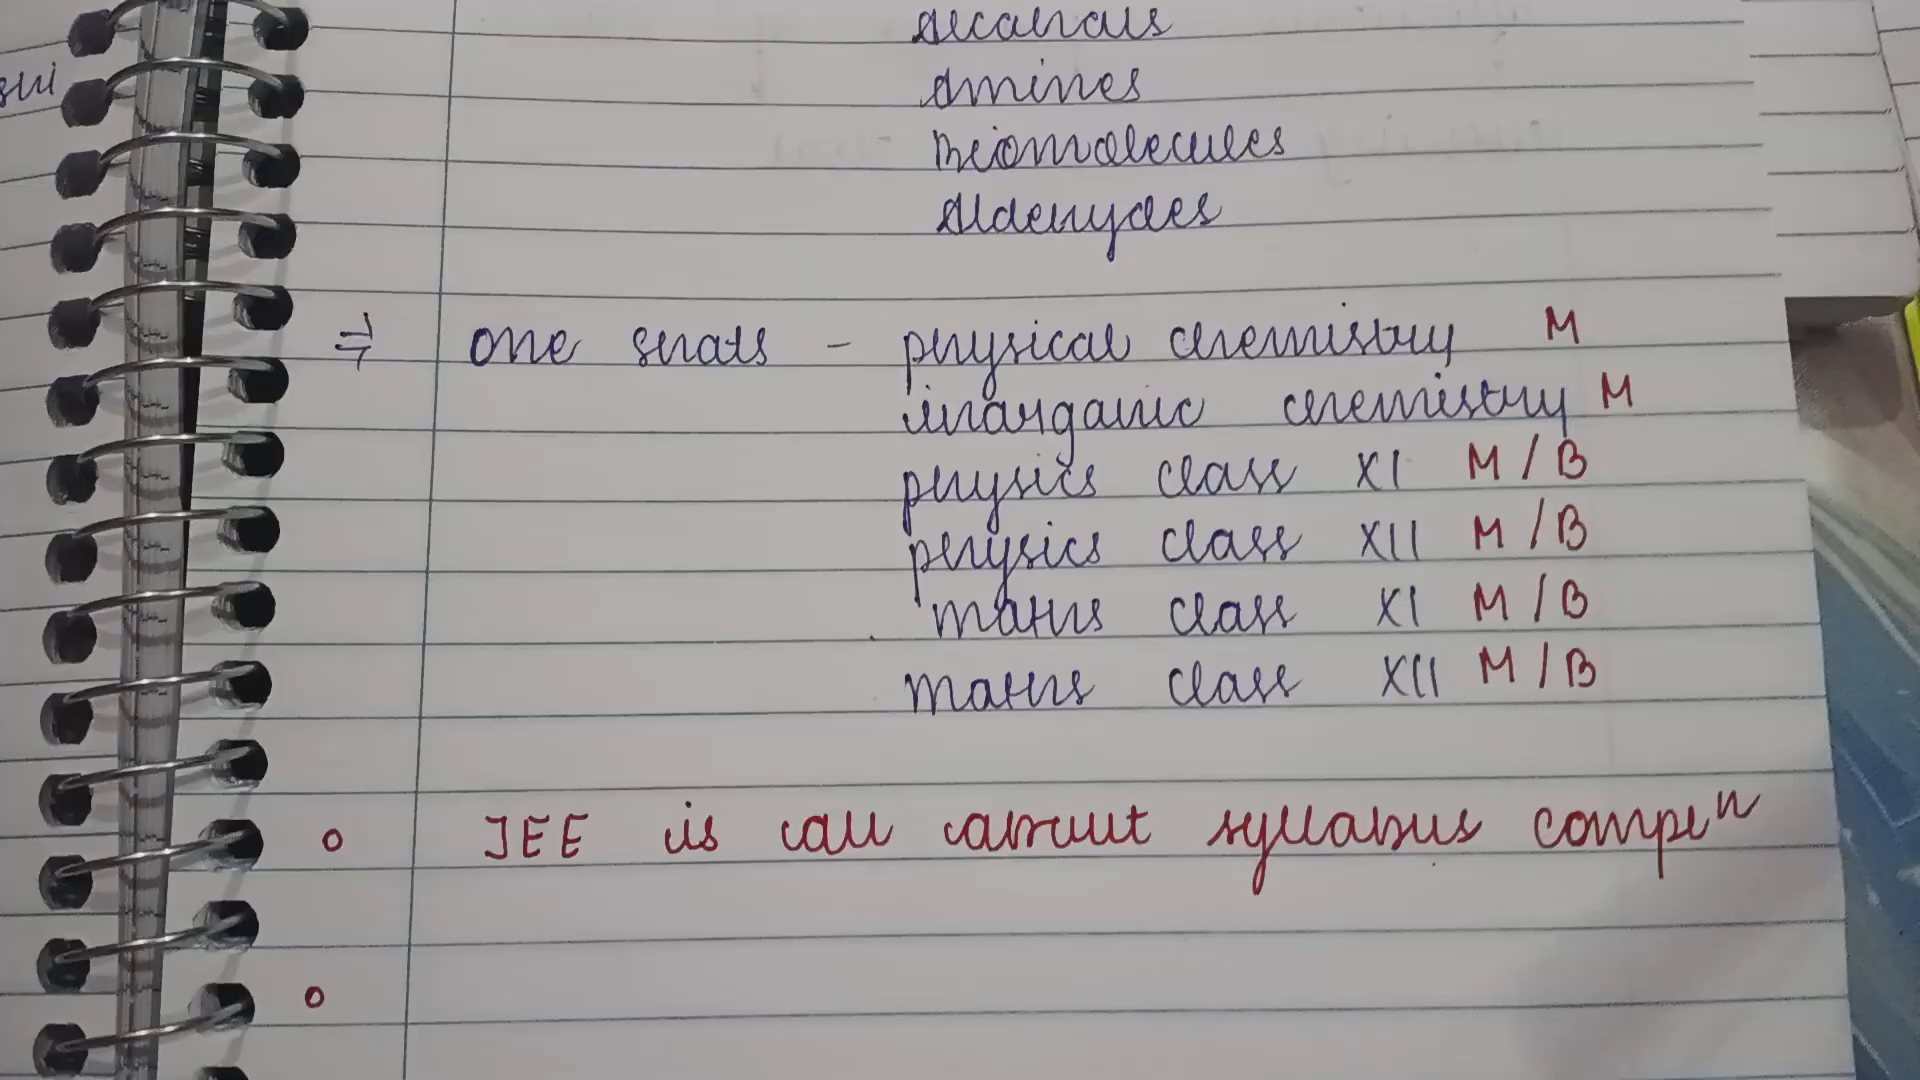 Alcohols
Amines
Biomolecules
Aldehydes
⇒ one shots - physical chemistry M
inorganic chemistry M
physics class XI M / B
physics class XII M / B
maths class XI M / B
maths class XII M / B
○ JEE is all about syllabus compeⁿ
○